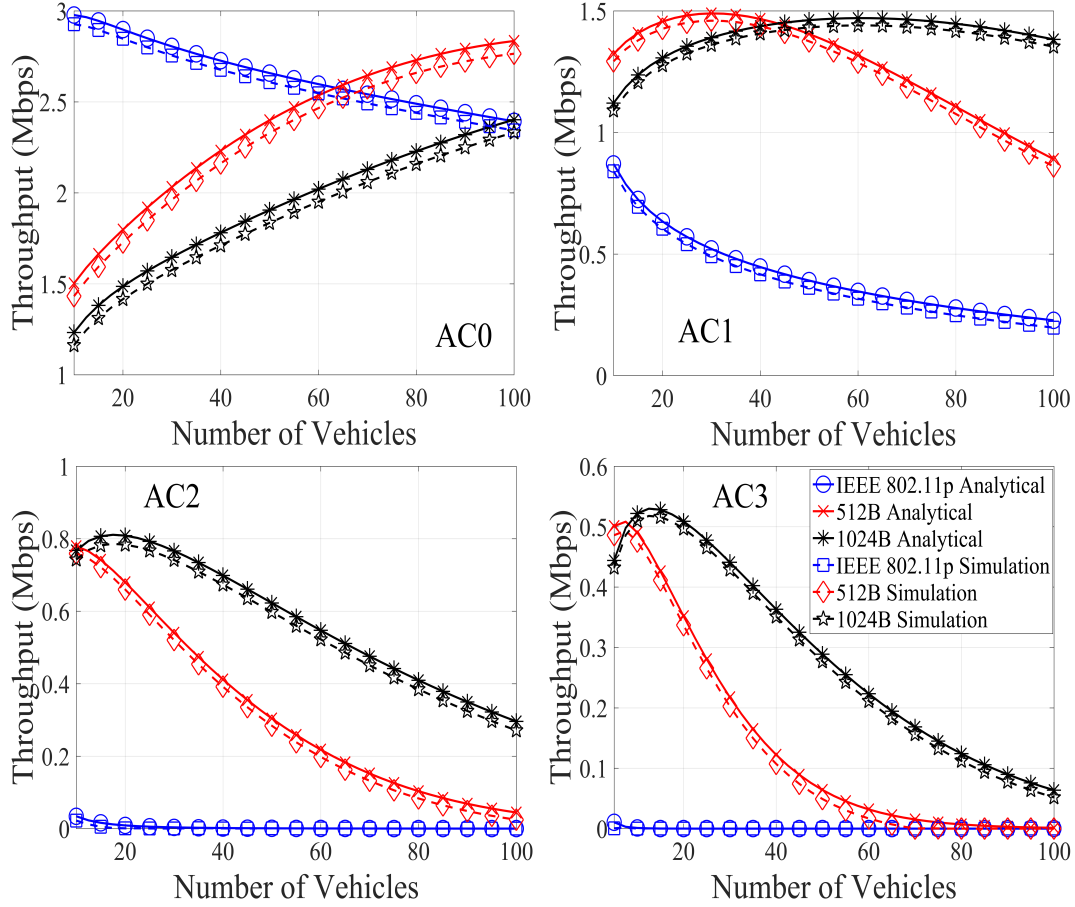 3
2.5
2
1.5
1
Throughput (Mbps)
AC0
20 40 60 80 100
Number of Vehicles
1.5
1
0.5
0
Throughput (Mbps)
AC1
20 40 60 80 100
Number of Vehicles
1
0.8
0.6
0.4
0.2
0
Throughput (Mbps)
AC2
20 40 60 80 100
Number of Vehicles
0.6
0.5
0.4
0.3
0.2
0.1
0
Throughput (Mbps)
AC3
IEEE 802.11p Analytical
512B Analytical
1024B Analytical
IEEE 802.11p Simulation
512B Simulation
1024B Simulation
20 40 60 80 100
Number of Vehicles